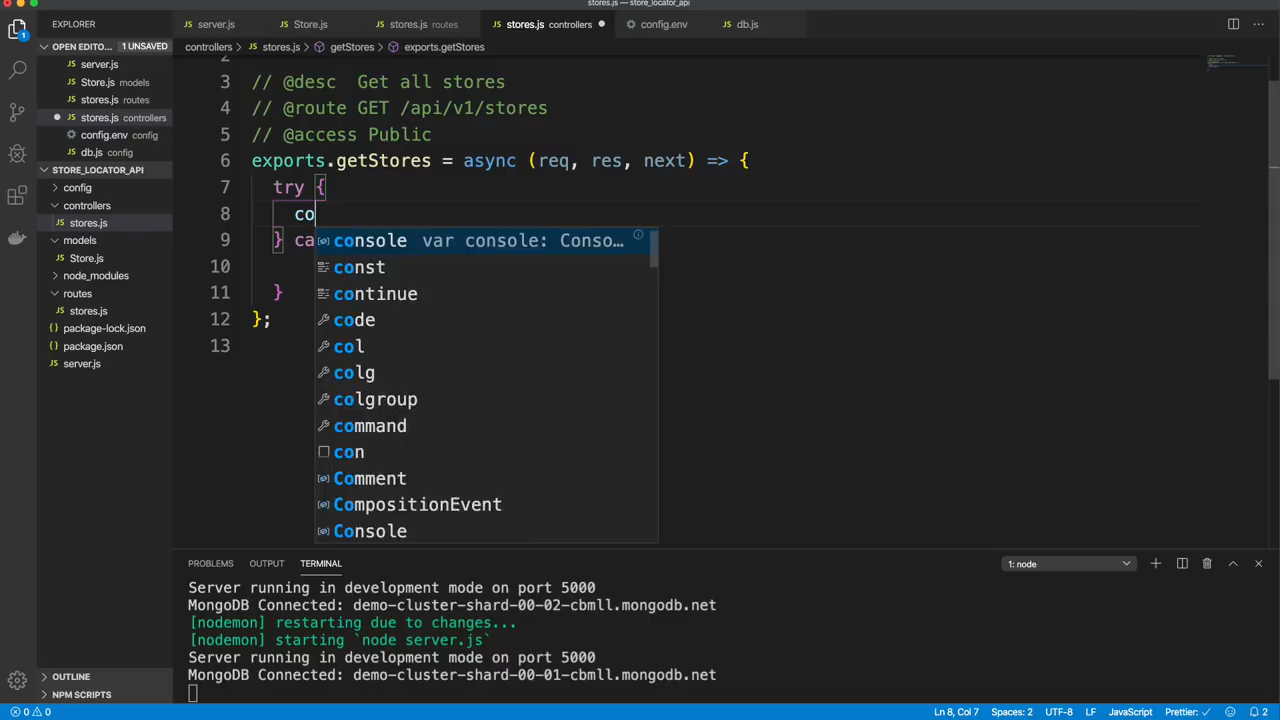 stores.js — store_locator_api
EXPLORER
server.js
Store.js
stores.js routes
stores.js controllers
config.env
db.js
OPEN EDITO... 1 UNSAVED
controllers > stores.js > getStores > exports.getStores
server.js
Store.js models
stores.js routes
stores.js controllers
config.env config
db.js config
STORE_LOCATOR_API
config
controllers
stores.js
models
Store.js
node_modules
routes
stores.js
package-lock.json
package.json
server.js
OUTLINE
NPM SCRIPTS
2
3 // @desc Get all stores
4 // @route GET /api/v1/stores
5 // @access Public
6 exports.getStores = async (req, res, next) => {
7 try {
8 co
9 } ca
10
11 }
12 };
13
console var console: Conso...
const
continue
code
col
colg
colgroup
command
con
Comment
CompositionEvent
Console
PROBLEMS OUTPUT TERMINAL
1: node
Server running in development mode on port 5000
MongoDB Connected: demo-cluster-shard-00-02-cbmll.mongodb.net
[nodemon] restarting due to changes...
[nodemon] starting `node server.js`
Server running in development mode on port 5000
MongoDB Connected: demo-cluster-shard-00-01-cbmll.mongodb.net
0 0
Ln 8, Col 7 Spaces: 2 UTF-8 LF JavaScript Prettier: ✓ 2
1